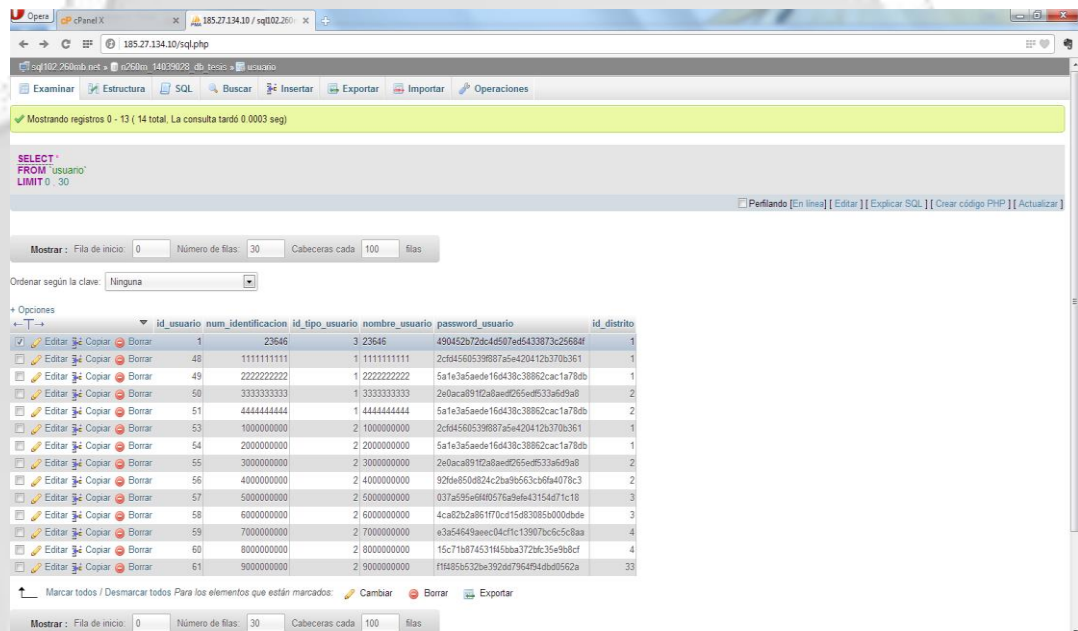 Opera cPanel X 185.27.134.10 / sql102.260
185.27.134.10/sql.php
sql102.260mb.net » n260m_14039028_db_tesis » usuario
Examinar Estructura SQL Buscar Insertar Exportar Importar Operaciones
Mostrando registros 0 - 13 ( 14 total, La consulta tardó 0.0003 seg)
SELECT *
FROM `usuario`
LIMIT 0 , 30
Perfilando [En línea] [ Editar ] [ Explicar SQL ] [ Crear código PHP ] [ Actualizar ]
Mostrar : Fila de inicio: 0 Número de filas: 30 Cabeceras cada 100 filas
Ordenar según la clave: Ninguna
+ Opciones
←T→ id_usuario num_identificacion id_tipo_usuario nombre_usuario password_usuario id_distrito
Editar Copiar Borrar 1 23646 3 23646 490452b72dc4d507ed5433873c25684f 1
Editar Copiar Borrar 48 1111111111 1 1111111111 2cfd4560539f887a5e420412b370b361 1
Editar Copiar Borrar 49 2222222222 1 2222222222 5a1e3a5aede16d438c38862cac1a78db 1
Editar Copiar Borrar 50 3333333333 1 3333333333 2e0aca891f2a8aedf265edf533a6d9a8 2
Editar Copiar Borrar 51 4444444444 1 4444444444 5a1e3a5aede16d438c38862cac1a78db 2
Editar Copiar Borrar 53 1000000000 2 1000000000 2cfd4560539f887a5e420412b370b361 1
Editar Copiar Borrar 54 2000000000 2 2000000000 5a1e3a5aede16d438c38862cac1a78db 1
Editar Copiar Borrar 55 3000000000 2 3000000000 2e0aca891f2a8aedf265edf533a6d9a8 2
Editar Copiar Borrar 56 4000000000 2 4000000000 92fde850d824c2ba9b563cb6fa4078c3 2
Editar Copiar Borrar 57 5000000000 2 5000000000 037a595e6f4f0576a9efe43154d71c18 3
Editar Copiar Borrar 58 6000000000 2 6000000000 4ca82b2a861f70cd15d83085b000dbde 3
Editar Copiar Borrar 59 7000000000 2 7000000000 e3a54649aeec04cf1c13907bc6c5c8aa 4
Editar Copiar Borrar 60 8000000000 2 8000000000 15c71b874531f45bba372bfc35e9b8cf 4
Editar Copiar Borrar 61 9000000000 2 9000000000 f1f485b532be392dd7964f94dbd0562a 33
Marcar todos / Desmarcar todos Para los elementos que están marcados: Cambiar Borrar Exportar
Mostrar : Fila de inicio: 0 Número de filas: 30 Cabeceras cada 100 filas